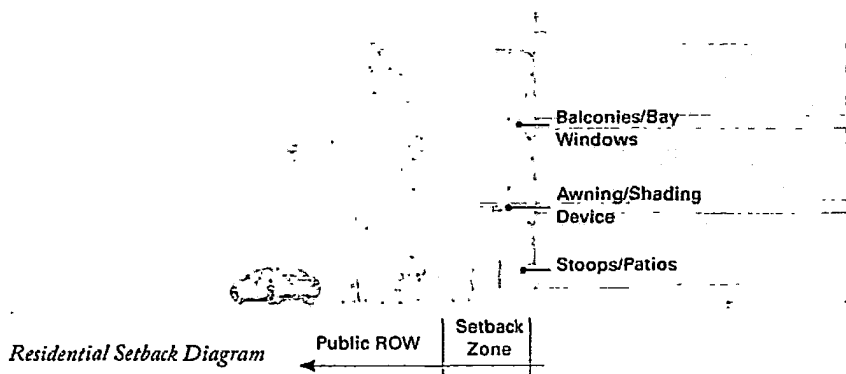 Balconies/Bay
Windows
Awning/Shading
Device
Stoops/Patios
Residential Setback Diagram
Public ROW
Setback
Zone